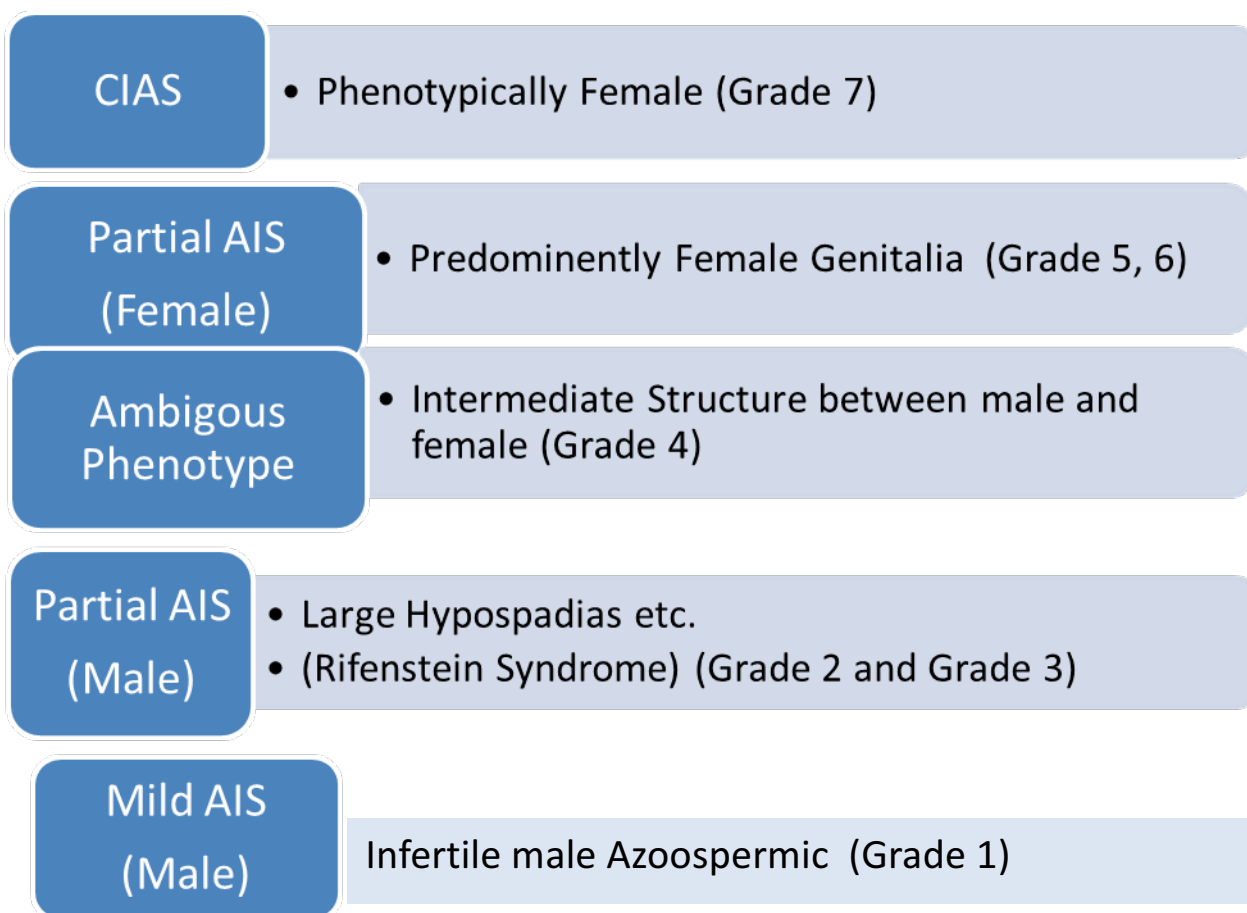 CIAS
• Phenotypically Female (Grade 7)
Partial AIS
(Female)
• Predominently Female Genitalia (Grade 5, 6)
Ambigous
Phenotype
• Intermediate Structure between male and
female (Grade 4)
Partial AIS
(Male)
• Large Hypospadias etc.
• (Rifenstein Syndrome) (Grade 2 and Grade 3)
Mild AIS
(Male)
Infertile male Azoospermic (Grade 1)